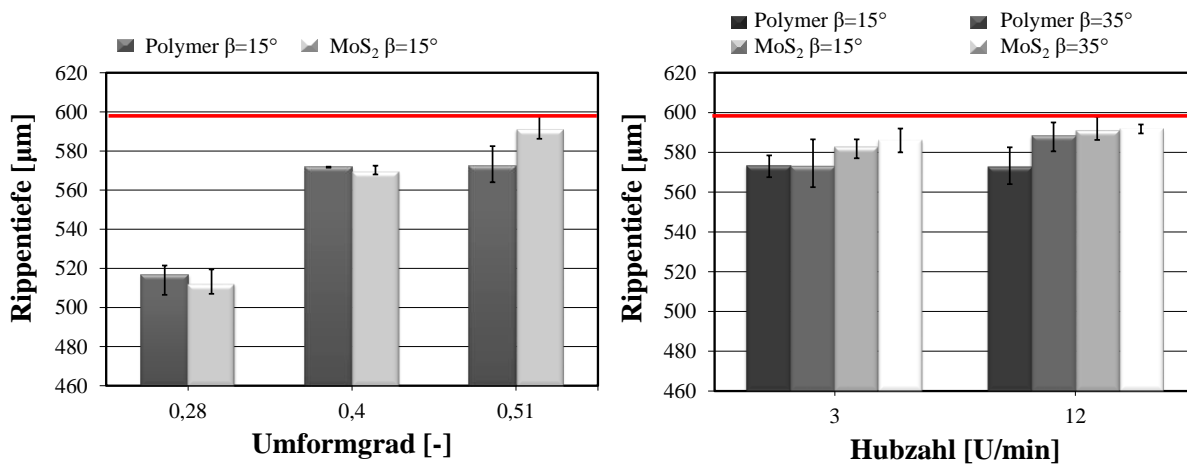 Polymer β=15° MoS₂ β=15°
620
600
580
560
540
520
500
480
460
Rippentiefe [µm]
0,28 0,4 0,51
Umformgrad [-]
Polymer β=15° Polymer β=35°
MoS₂ β=15° MoS₂ β=35°
620
600
580
560
540
520
500
480
460
Rippentiefe [µm]
3 12
Hubzahl [U/min]